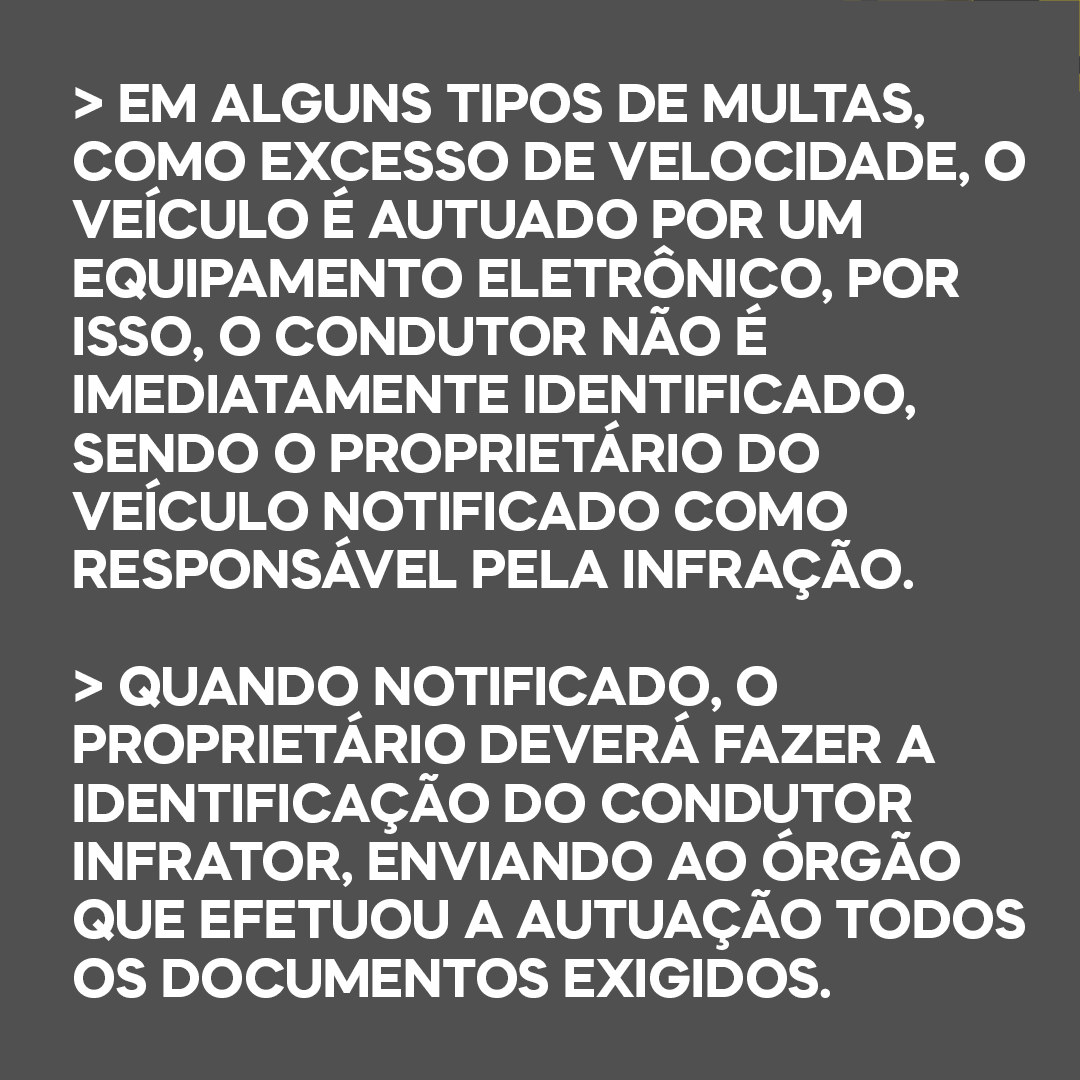 > EM ALGUNS TIPOS DE MULTAS,
COMO EXCESSO DE VELOCIDADE, O
VEÍCULO É AUTUADO POR UM
EQUIPAMENTO ELETRÔNICO, POR
ISSO, O CONDUTOR NÃO É
IMEDIATAMENTE IDENTIFICADO,
SENDO O PROPRIETÁRIO DO
VEÍCULO NOTIFICADO COMO
RESPONSÁVEL PELA INFRAÇÃO.
> QUANDO NOTIFICADO, O
PROPRIETÁRIO DEVERÁ FAZER A
IDENTIFICAÇÃO DO CONDUTOR
INFRATOR, ENVIANDO AO ÓRGÃO
QUE EFETUOU A AUTUAÇÃO TODOS
OS DOCUMENTOS EXIGIDOS.